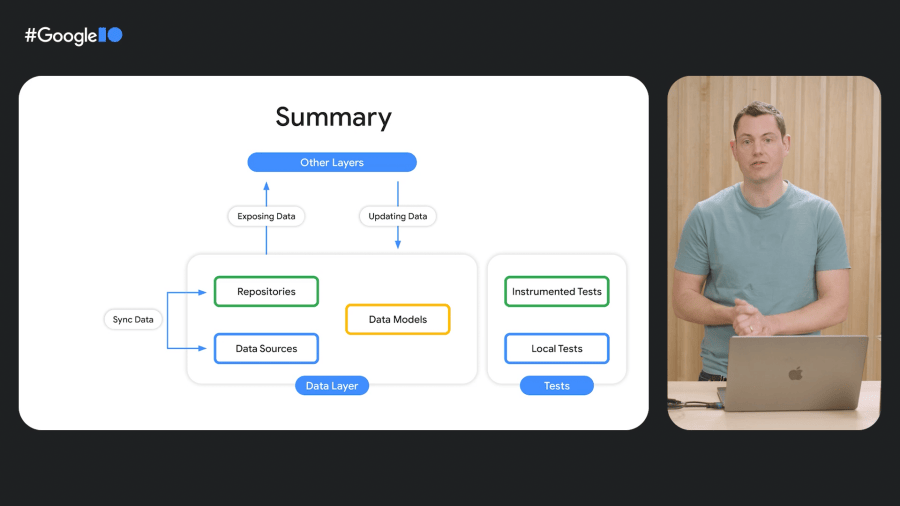 #GoogleIO
Summary
Other Layers
Exposing Data
Updating Data
Repositories
Instrumented Tests
Sync Data
Data Models
Data Sources
Local Tests
Data Layer
Tests